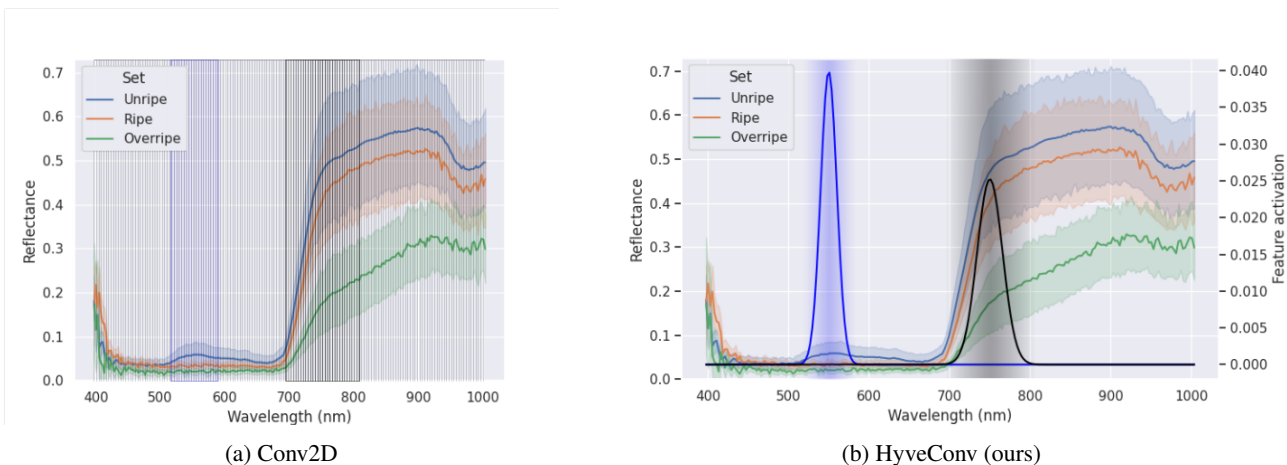 0.7
0.6
0.5
0.4
0.3
0.2
0.1
0.0
Reflectance
Set
Unripe
Ripe
Overripe
400 500 600 700 800 900 1000
Wavelength (nm)
(a) Conv2D
0.7
0.6
0.5
0.4
0.3
0.2
0.1
0.0
Reflectance
Set
Unripe
Ripe
Overripe
0.040
0.035
0.030
0.025
0.020
0.015
0.010
0.005
0.000
Feature activation
400 500 600 700 800 900 1000
Wavelength (nm)
(b) HyveConv (ours)